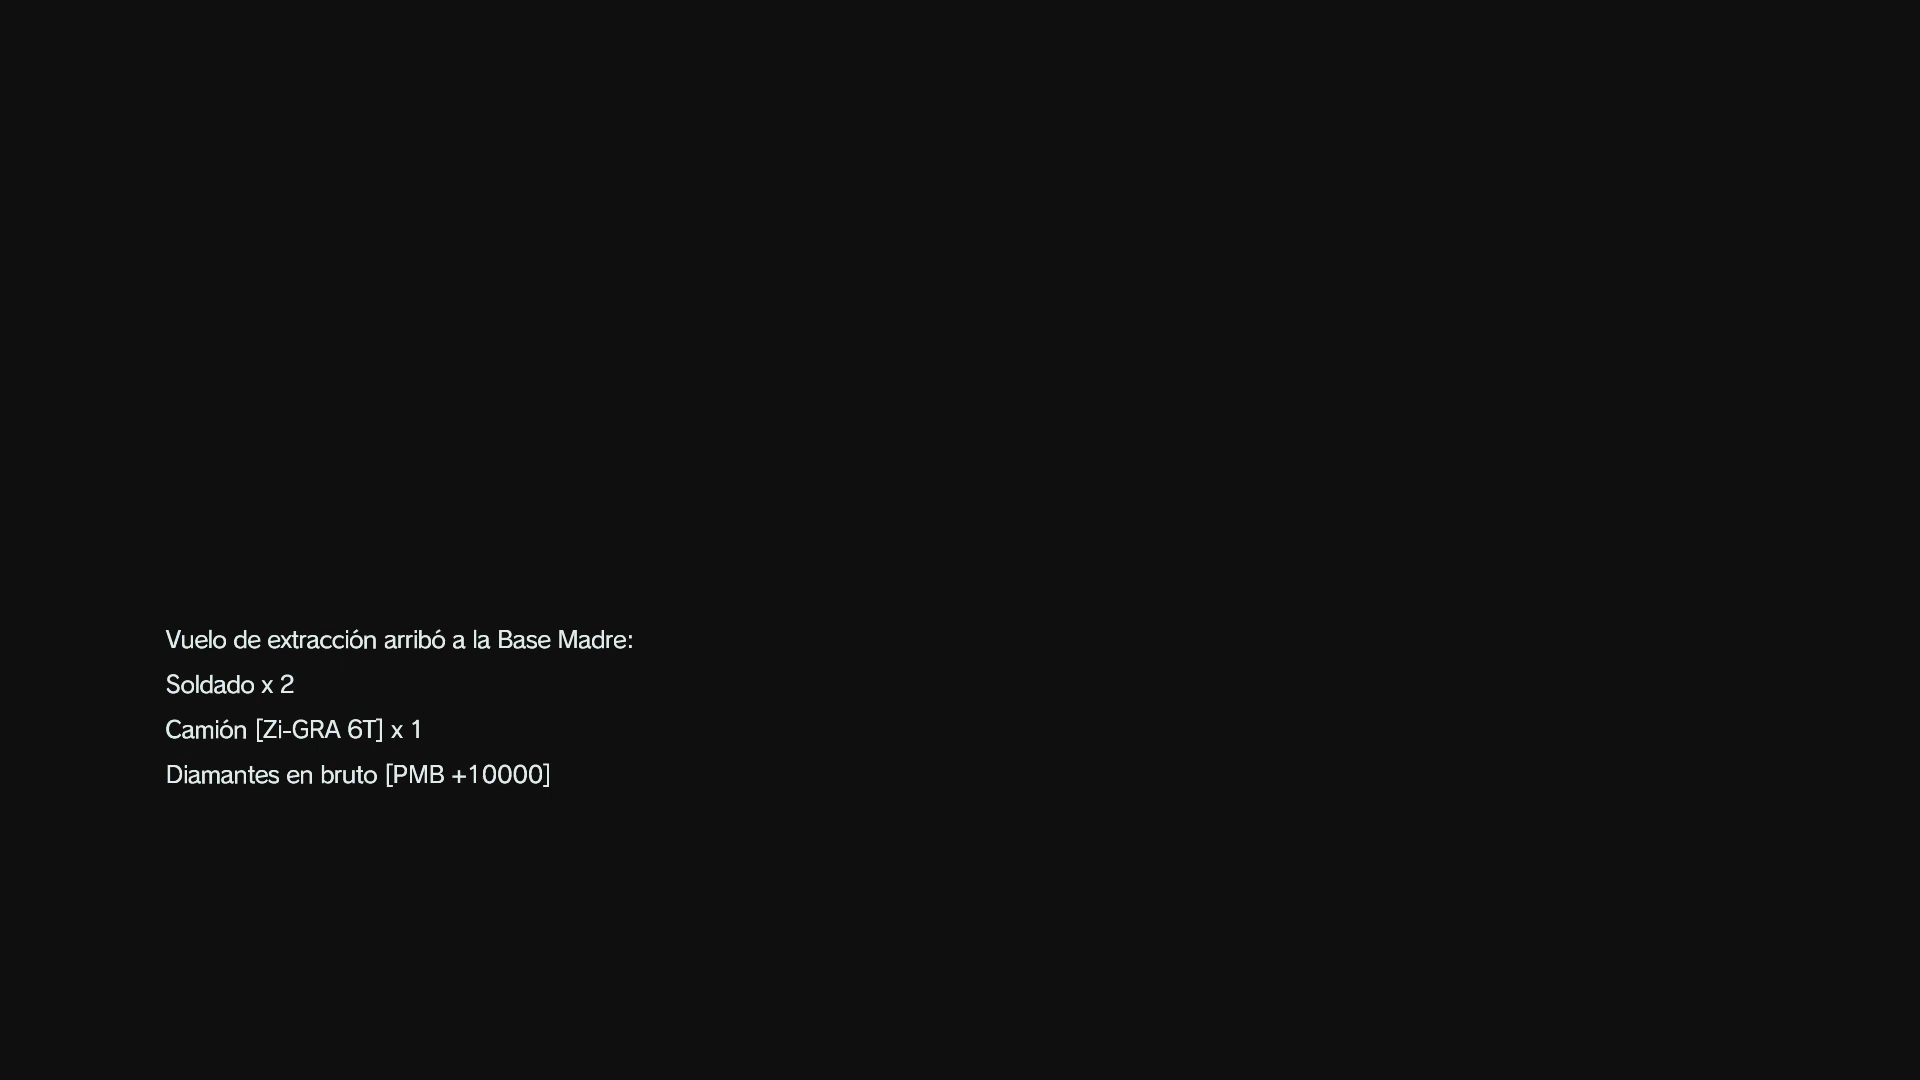 Vuelo de extracción arribó a la Base Madre:
Soldado x 2
Camión [Zi-GRA 6T] x 1
Diamantes en bruto [PMB +10000]